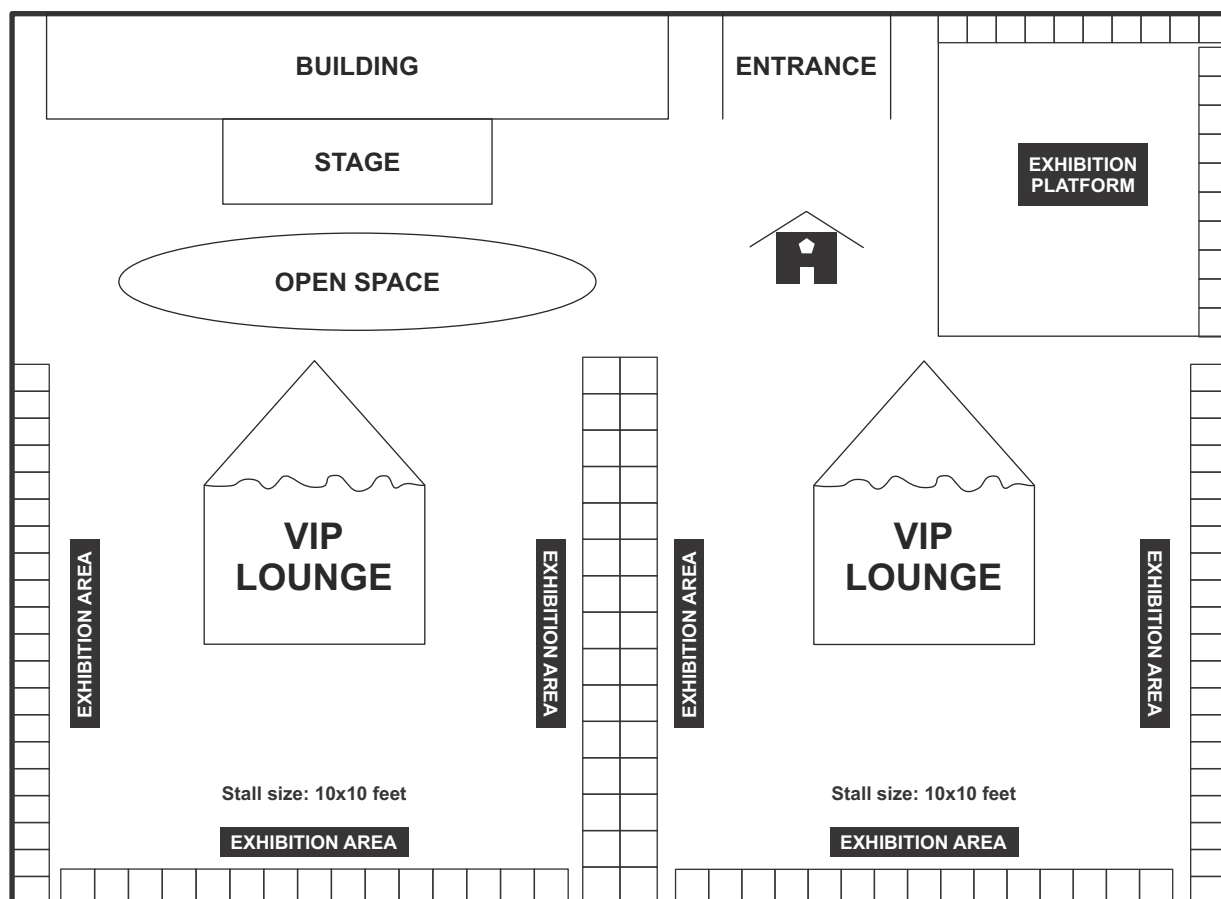 BUILDING
ENTRANCE
STAGE
EXHIBITION
PLATFORM
OPEN SPACE
VIP
LOUNGE
VIP
LOUNGE
EXHIBITION AREA
EXHIBITION AREA
EXHIBITION AREA
EXHIBITION AREA
Stall size: 10x10 feet
Stall size: 10x10 feet
EXHIBITION AREA
EXHIBITION AREA